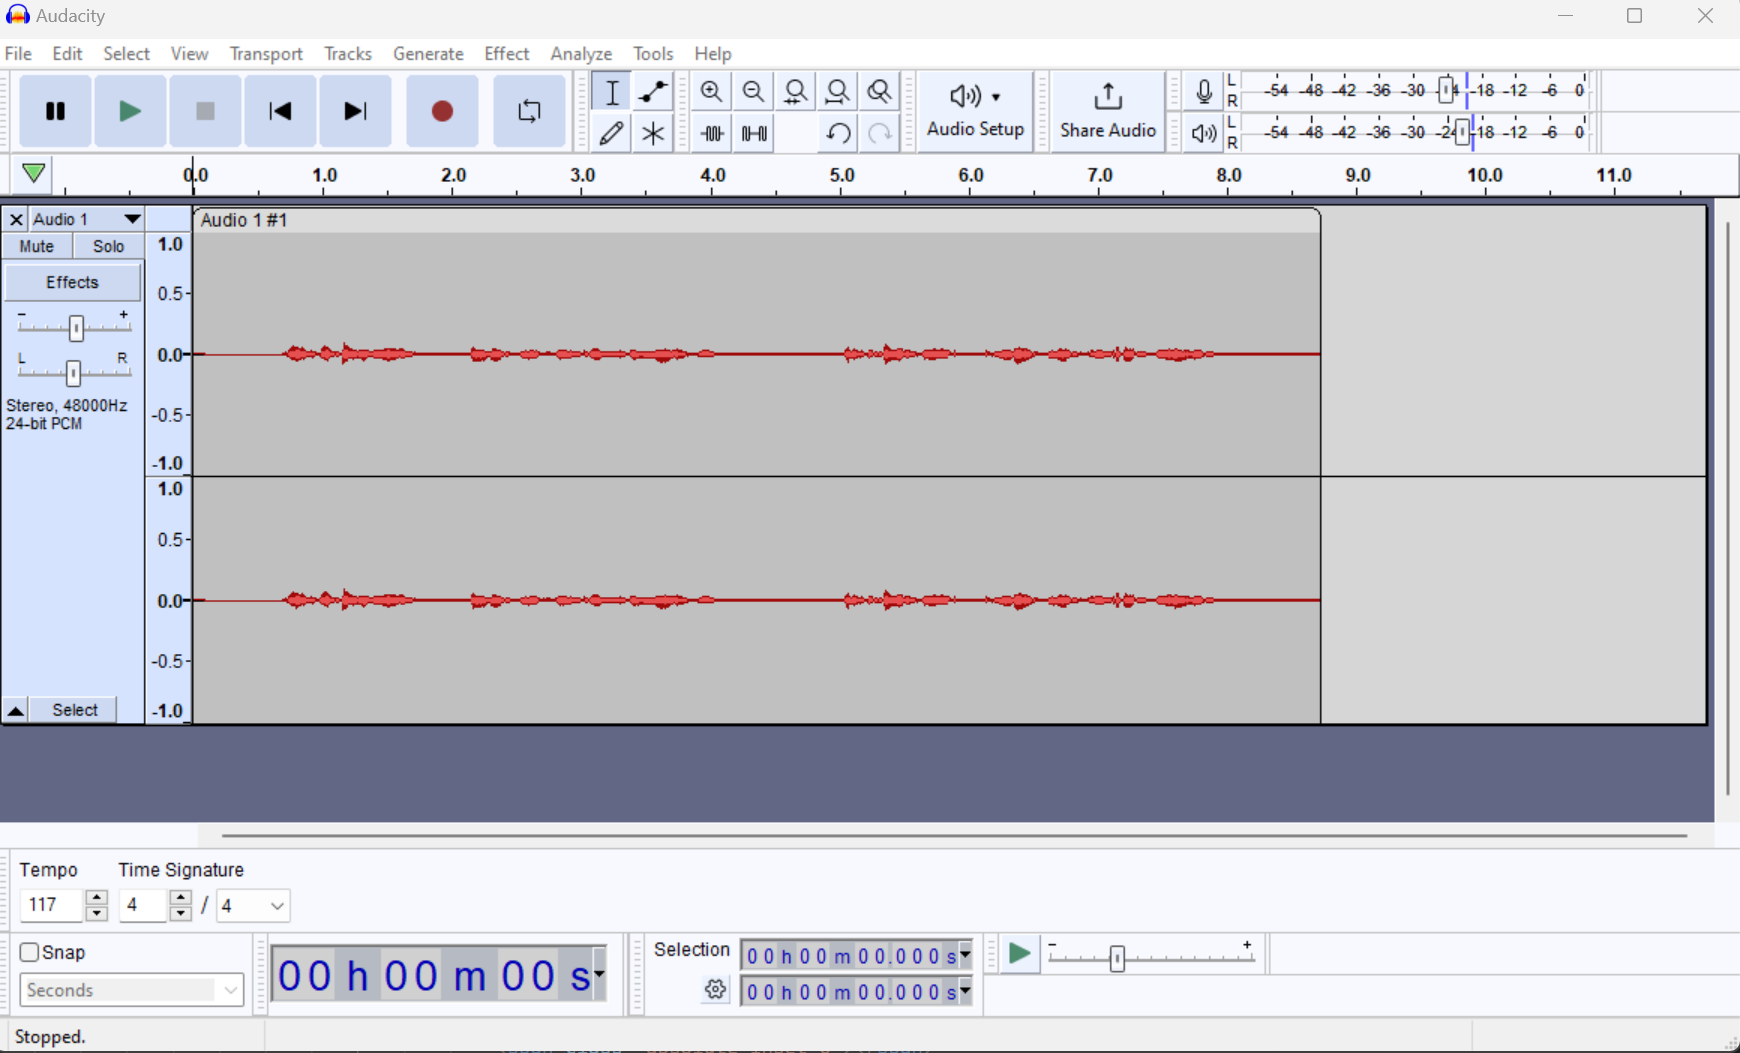 Audacity
File Edit Select View Transport Tracks Generate Effect Analyze Tools Help
Audio Setup
Share Audio
L
R
-54 -48 -42 -36 -30 -18 -12 -6 0
L
R
-54 -48 -42 -36 -30 -24 -18 -12 -6 0
0.0 1.0 2.0 3.0 4.0 5.0 6.0 7.0 8.0 9.0 10.0 11.0
Audio 1
Audio 1 #1
Mute Solo
Effects
- +
L R
Stereo, 48000Hz
24-bit PCM
1.0
0.5
0.0
-0.5
-1.0
1.0
0.5
0.0
-0.5
-1.0
Select
Tempo Time Signature
117 4 / 4
Snap
Seconds
00 h 00 m 00 s
Selection
00 h 00 m 00.000 s
00 h 00 m 00.000 s
- +
Stopped.